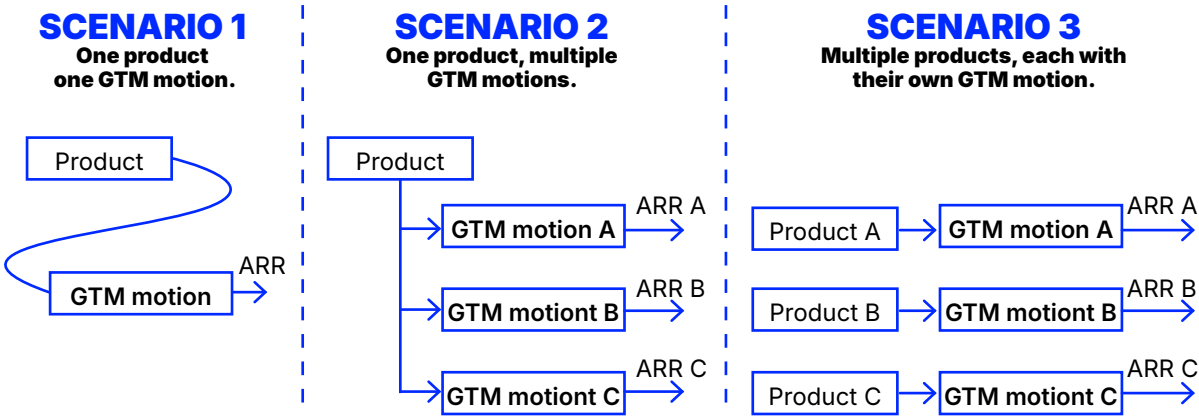 SCENARIO 1
One product
one GTM motion.
Product
ARR
GTM motion
SCENARIO 2
One product, multiple
GTM motions.
Product
ARR A
GTM motion A
ARR B
GTM motiont B
ARR C
GTM motiont C
SCENARIO 3
Multiple products, each with
their own GTM motion.
ARR A
Product A
GTM motion A
ARR B
Product B
GTM motiont B
ARR C
Product C
GTM motiont C